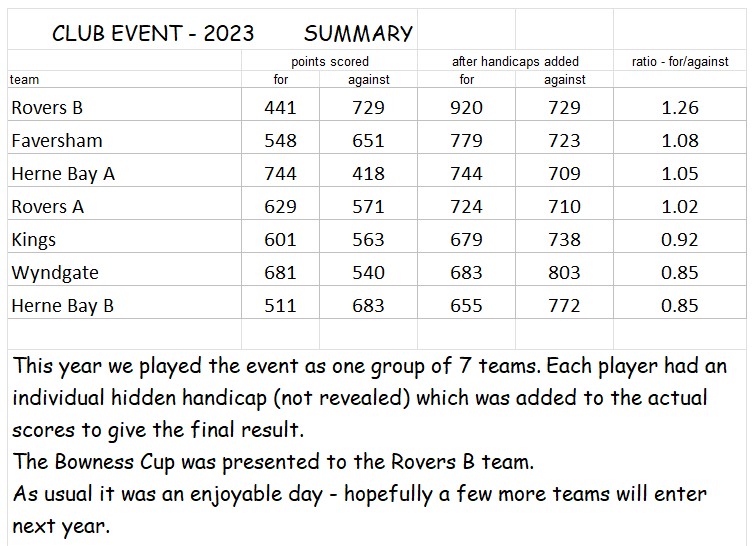 CLUB EVENT - 2023 SUMMARY
points scored after handicaps added ratio - for/against
team for against for against
Rovers B 441 729 920 729 1.26
Faversham 548 651 779 723 1.08
Herne Bay A 744 418 744 709 1.05
Rovers A 629 571 724 710 1.02
Kings 601 563 679 738 0.92
Wyndgate 681 540 683 803 0.85
Herne Bay B 511 683 655 772 0.85
This year we played the event as one group of 7 teams. Each player had an
individual hidden handicap (not revealed) which was added to the actual
scores to give the final result.
The Bowness Cup was presented to the Rovers B team.
As usual it was an enjoyable day - hopefully a few more teams will enter
next year.